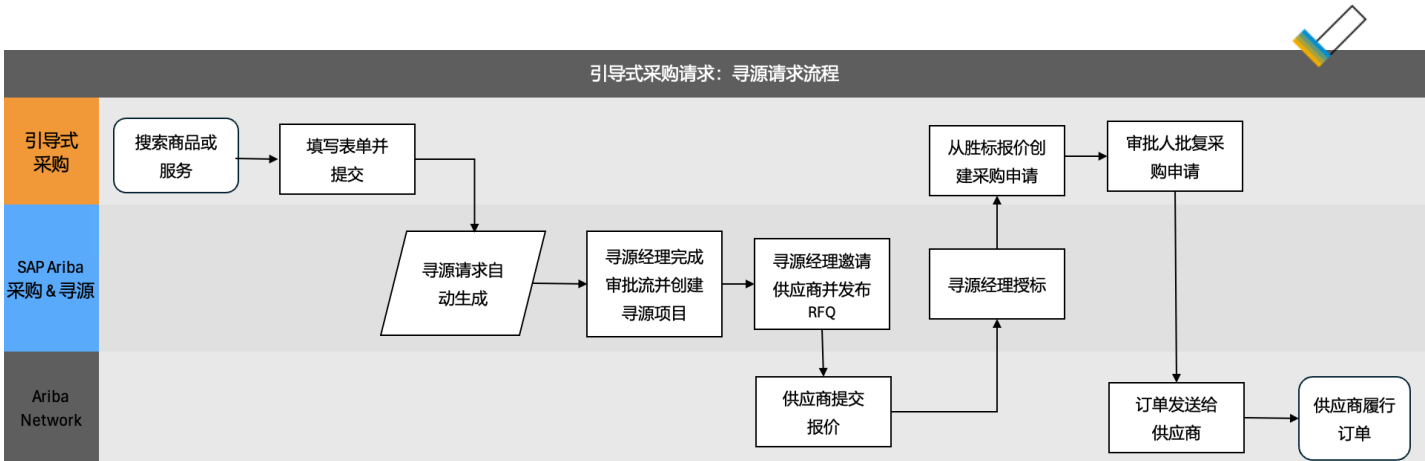 引导式采购请求：寻源请求流程
引导式
采购
搜索商品或
服务
填写表单并
提交
从胜标报价创
建采购申请
审批人批复采
购申请
SAP Ariba
采购 & 寻源
寻源请求自
动生成
寻源经理完成
审批流并创建
寻源项目
寻源经理邀请
供应商并发布
RFQ
寻源经理授标
Ariba
Network
供应商提交
报价
订单发送给
供应商
供应商履行
订单